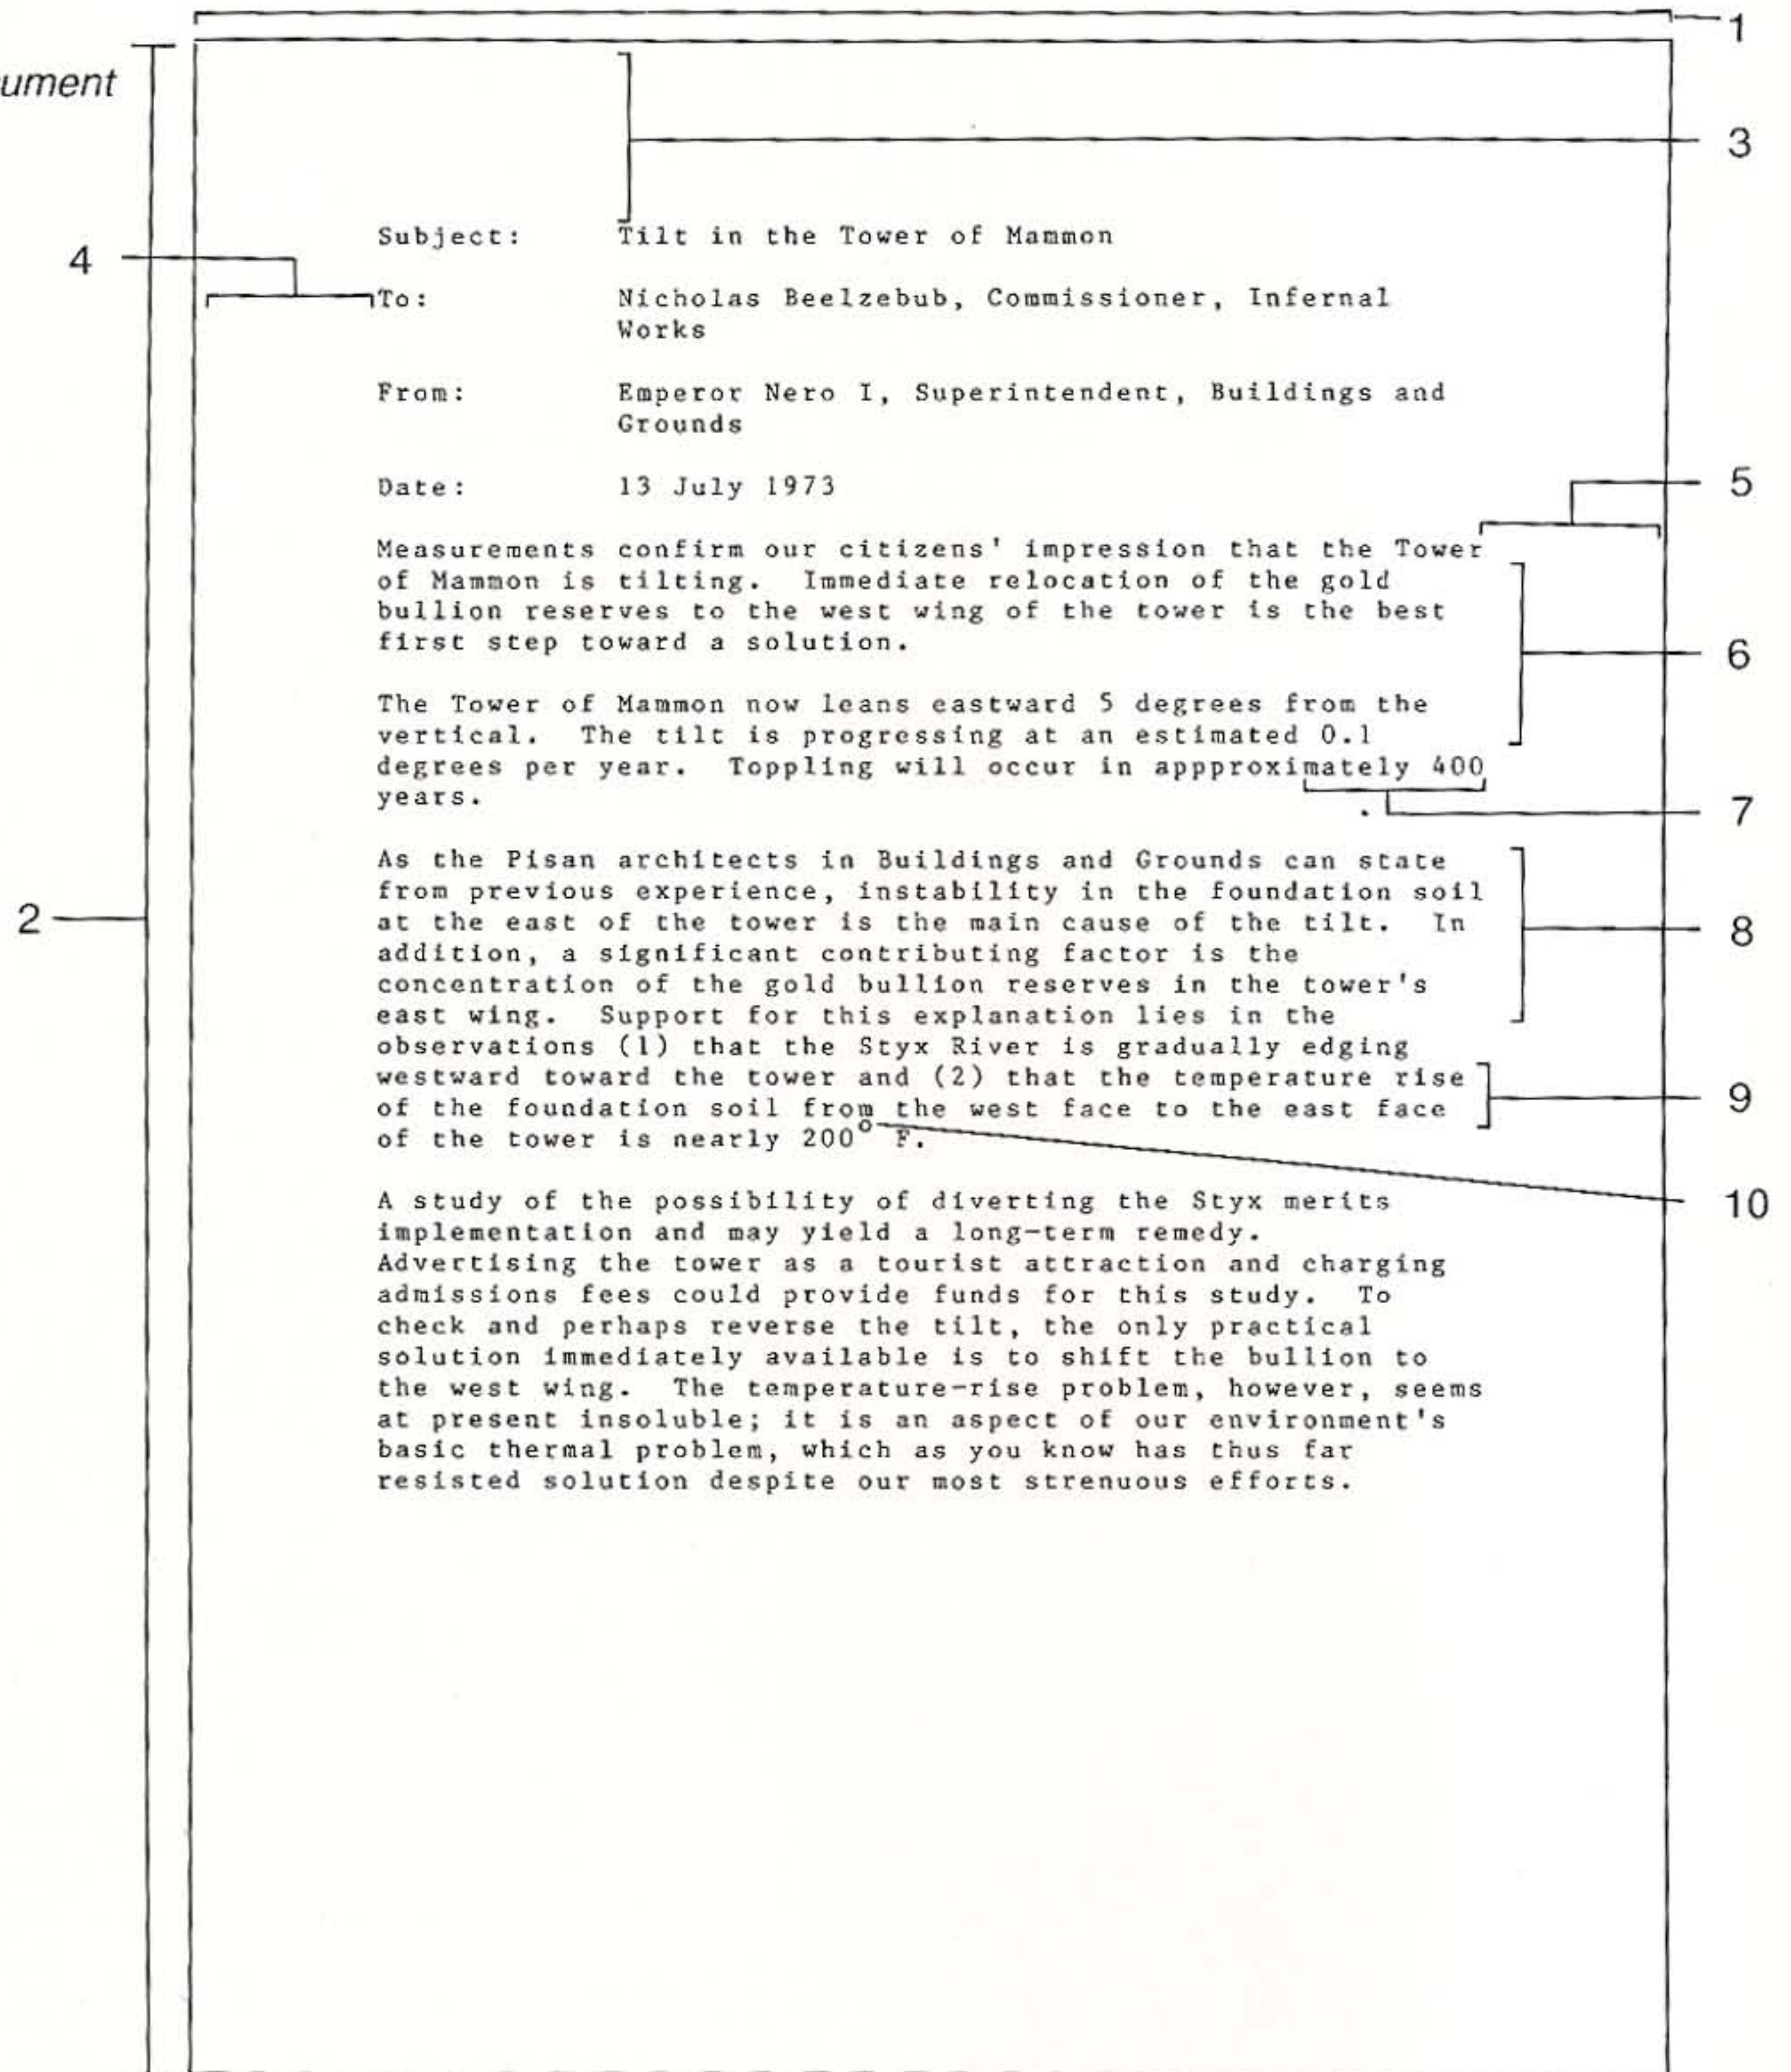 1
ument
3
Subject: Tilt in the Tower of Mammon
4
To: Nicholas Beelzebub, Commissioner, Infernal
Works
From: Emperor Nero I, Superintendent, Buildings and
Grounds
Date: 13 July 1973
5
Measurements confirm our citizens' impression that the Tower
of Mammon is tilting. Immediate relocation of the gold
bullion reserves to the west wing of the tower is the best
first step toward a solution.
6
The Tower of Mammon now leans eastward 5 degrees from the
vertical. The tilt is progressing at an estimated 0.1
degrees per year. Toppling will occur in appproximately 400
years.
7
As the Pisan architects in Buildings and Grounds can state
from previous experience, instability in the foundation soil
at the east of the tower is the main cause of the tilt. In
addition, a significant contributing factor is the
concentration of the gold bullion reserves in the tower's
east wing. Support for this explanation lies in the
observations (1) that the Styx River is gradually edging
westward toward the tower and (2) that the temperature rise
of the foundation soil from the west face to the east face
of the tower is nearly 200° F.
2
8
9
10
A study of the possibility of diverting the Styx merits
implementation and may yield a long-term remedy.
Advertising the tower as a tourist attraction and charging
admissions fees could provide funds for this study. To
check and perhaps reverse the tilt, the only practical
solution immediately available is to shift the bullion to
the west wing. The temperature-rise problem, however, seems
at present insoluble; it is an aspect of our environment's
basic thermal problem, which as you know has thus far
resisted solution despite our most strenuous efforts.